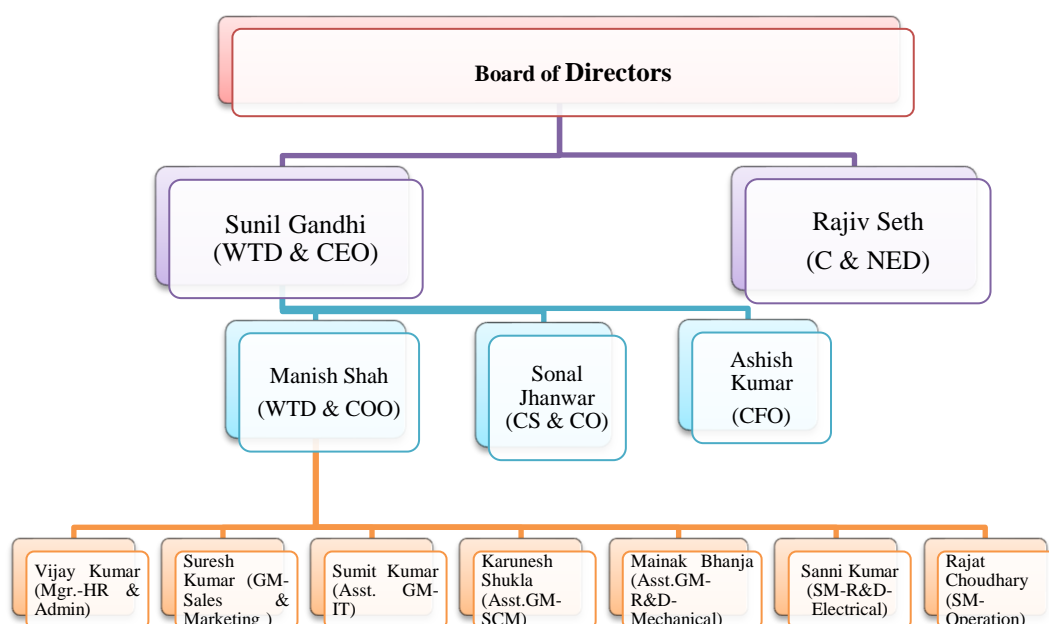 Board of Directors
Sunil Gandhi
(WTD & CEO)
Rajiv Seth
(C & NED)
Manish Shah
(WTD & COO)
Sonal
Jhanwar
(CS & CO)
Ashish
Kumar
(CFO)
Vijay Kumar
(Mgr.-HR &
Admin)
Suresh
Kumar (GM-
Sales &
Marketing )
Sumit Kumar
(Asst. GM-
IT)
Karunesh
Shukla
(Asst.GM-
SCM)
Mainak Bhanja
(Asst.GM-
R&D-
Mechanical)
Sanni Kumar
(SM-R&D-
Electrical)
Rajat
Choudhary
(SM-
Operation)